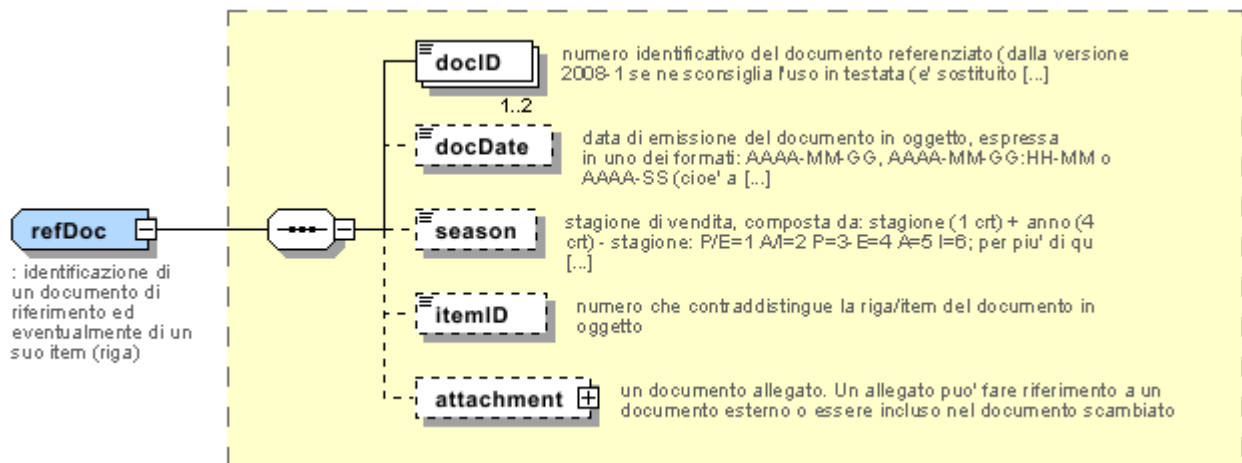 docID
numero identificativo del documento referenziato (dalla versione
2008-1 se ne sconsiglia l'uso in testata (e' sostituito [...]
1..2
docDate
data di emissione del documento in oggetto, espressa
in uno dei formati: AAAA-MM-GG, AAAA-MM-GG:HH-MM o
AAAA-SS (cioe' a [...]
season
stagione di vendita, composta da: stagione (1 crt) + anno (4
crt) - stagione: P/E=1 A/I=2 P=3- E=4 A=5 I=6; per piu' di qu
[...]
refDoc
: identificazione di
un documento di
riferimento ed
eventualmente di un
suo item (riga)
itemID
numero che contraddistingue la riga/item del documento in
oggetto
attachment
un documento allegato. Un allegato puo' fare riferimento a un
documento esterno o essere incluso nel documento scambiato